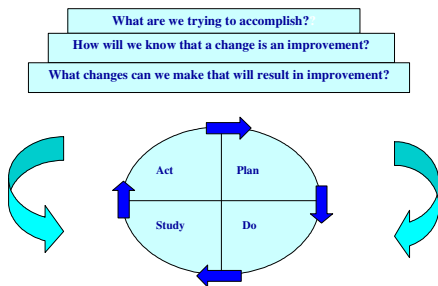 What are we trying to accomplish?
How will we know that a change is an improvement?
What changes can we make that will result in improvement?
Act
Plan
Study
Do